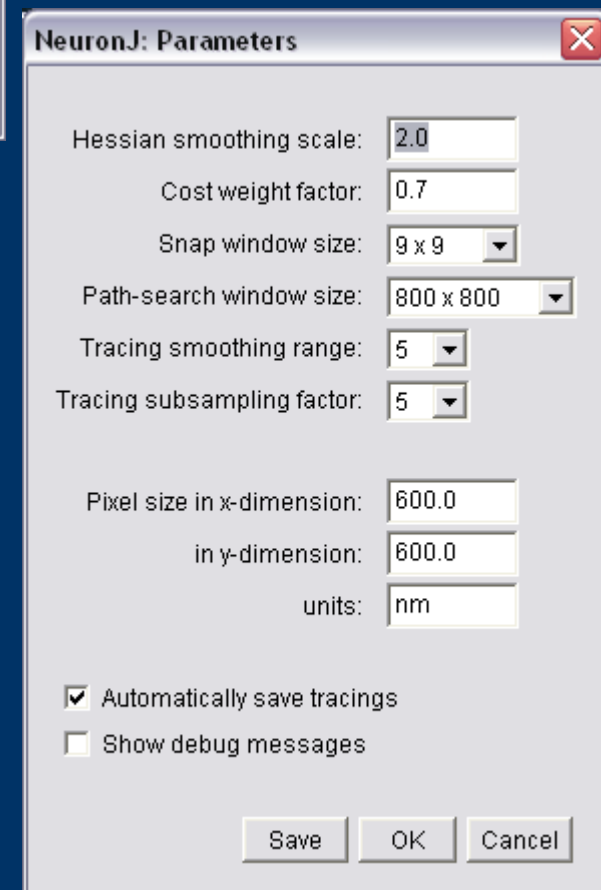 NeuronJ: Parameters
Hessian smoothing scale: 2.0
Cost weight factor: 0.7
Snap window size: 9 x 9
Path-search window size: 800 x 800
Tracing smoothing range: 5
Tracing subsampling factor: 5
Pixel size in x-dimension: 600.0
in y-dimension: 600.0
units: nm
Automatically save tracings
Show debug messages
Save OK Cancel